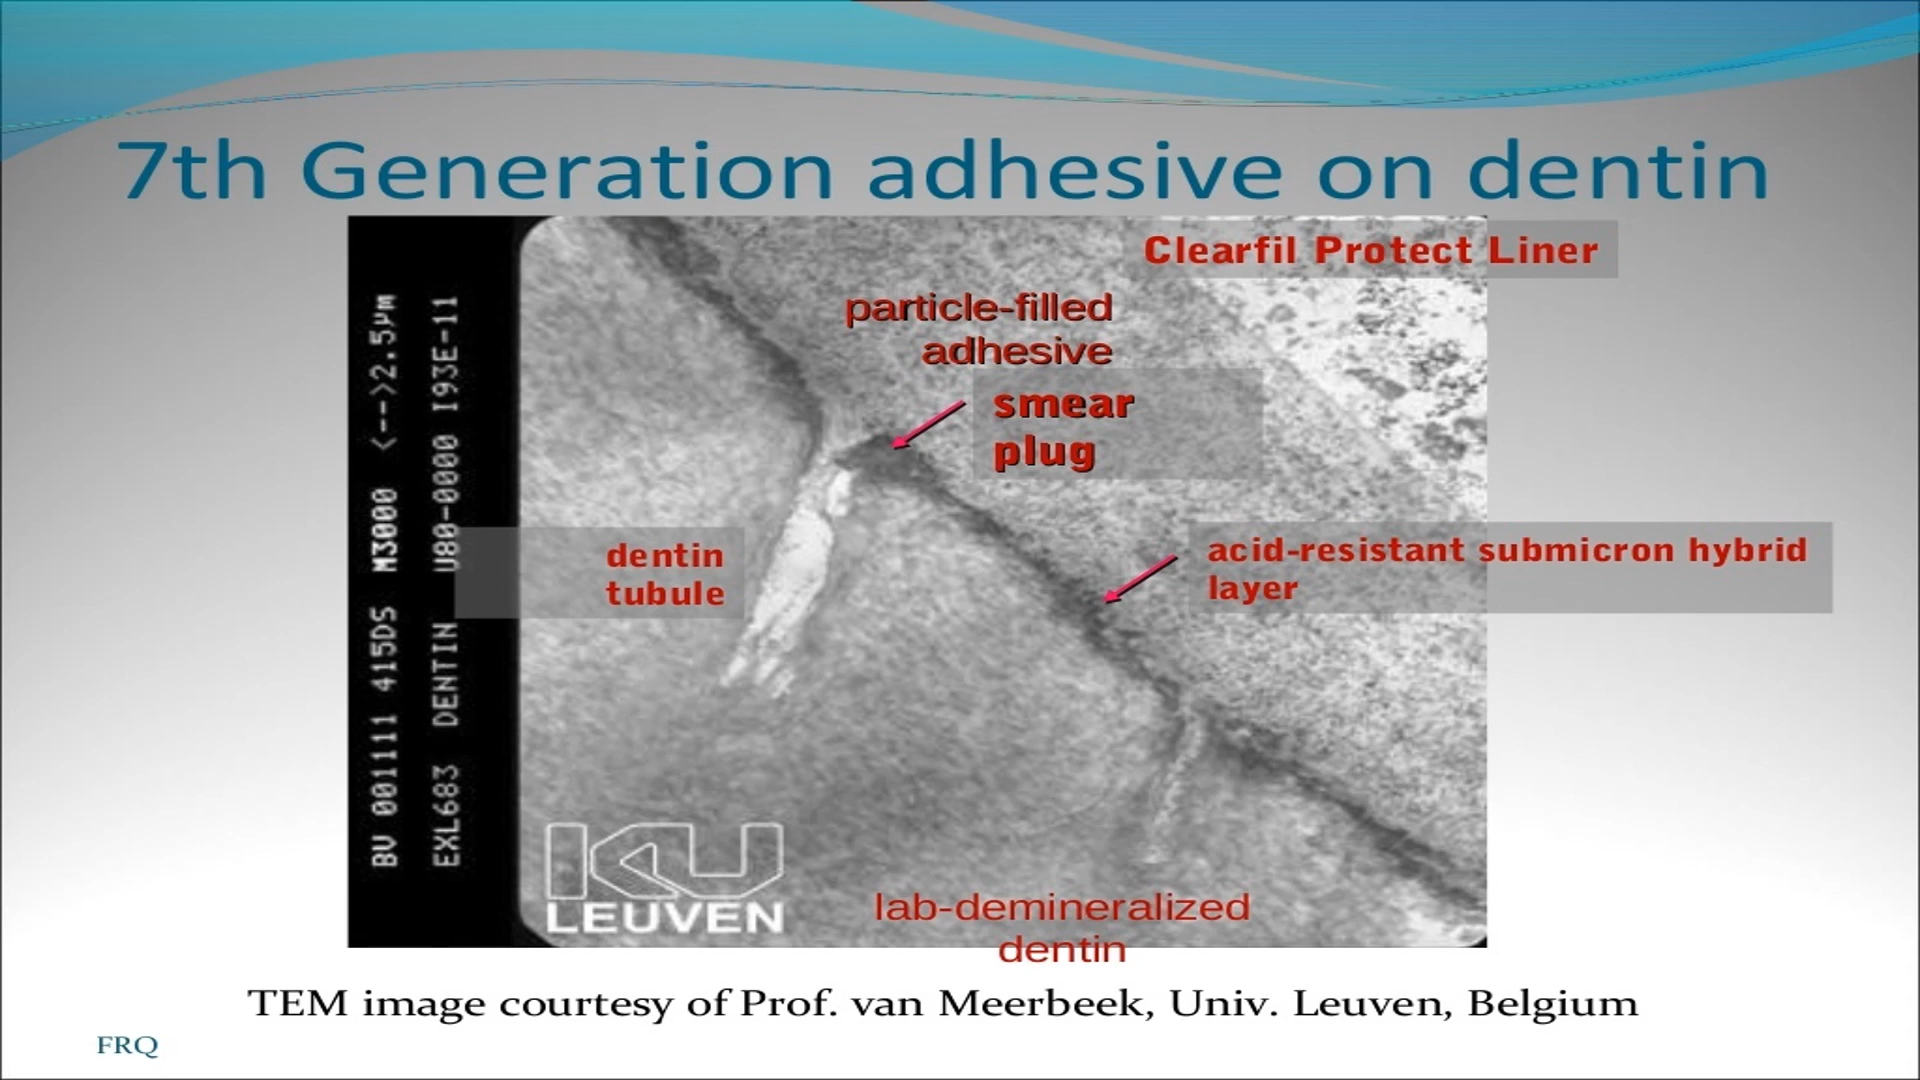 7th Generation adhesive on dentin
Clearfil Protect Liner
particle-filled
adhesive
smear
plug
dentin
tubule
acid-resistant submicron hybrid
layer
BV 001111 415DS M3000 <-->2.5µm
EXL683 DENTIN U80-0000 I93E-11
KU
LEUVEN
lab-demineralized
dentin
TEM image courtesy of Prof. van Meerbeek, Univ. Leuven, Belgium
FRQ